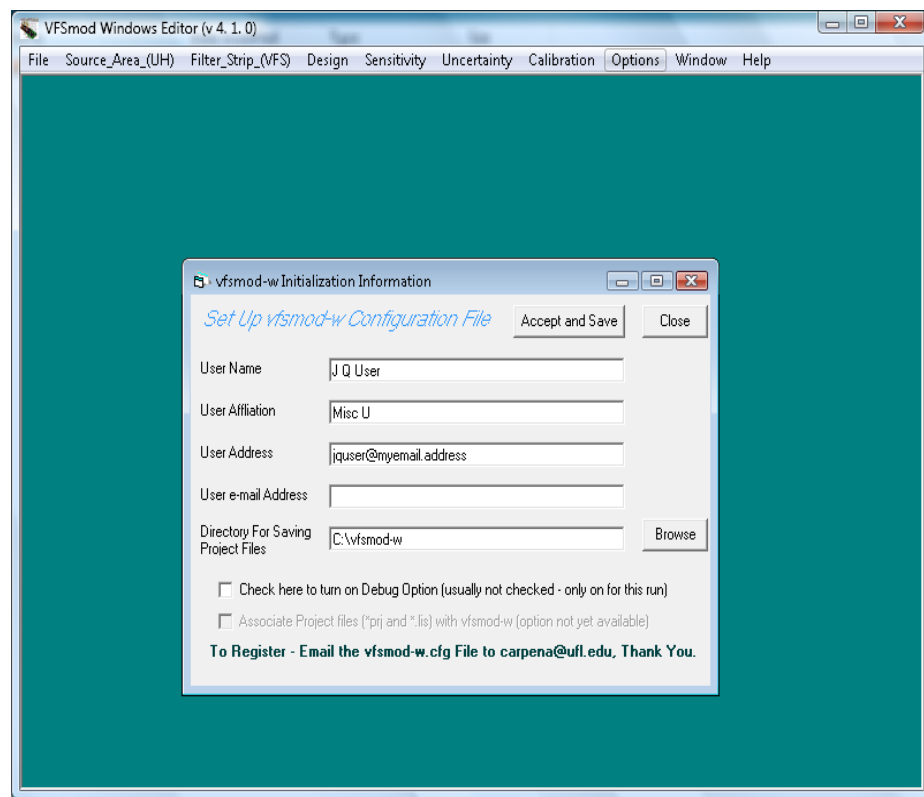 VFSmod Windows Editor (v 4. 1. 0)
File Source_Area_(UH) Filter_Strip_(VFS) Design Sensitivity Uncertainty Calibration Options Window Help
vfsmod-w Initialization Information
Set Up vfsmod-w Configuration File Accept and Save Close
User Name J Q User
User Affliation Misc U
User Address jquser@myemail.address
User e-mail Address
Directory For Saving
Project Files C:\vfsmod-w Browse
Check here to turn on Debug Option (usually not checked - only on for this run)
Associate Project files (*prj and *.lis) with vfsmod-w (option not yet available)
To Register - Email the vfsmod-w.cfg File to carpena@ufl.edu, Thank You.